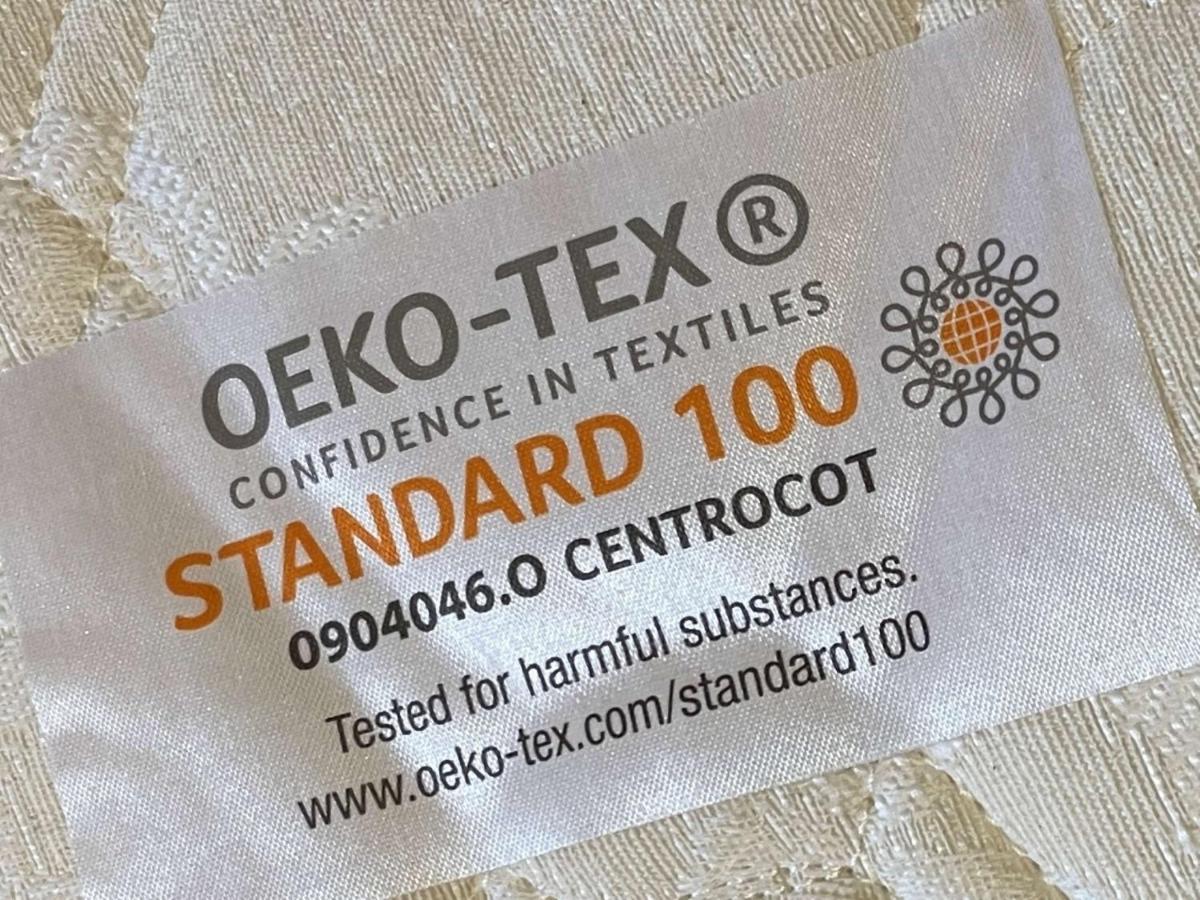 OEKO-TEX®
CONFIDENCE IN TEXTILES
STANDARD 100
0904046.O CENTROCOT
Tested for harmful substances.
www.oeko-tex.com/standard100